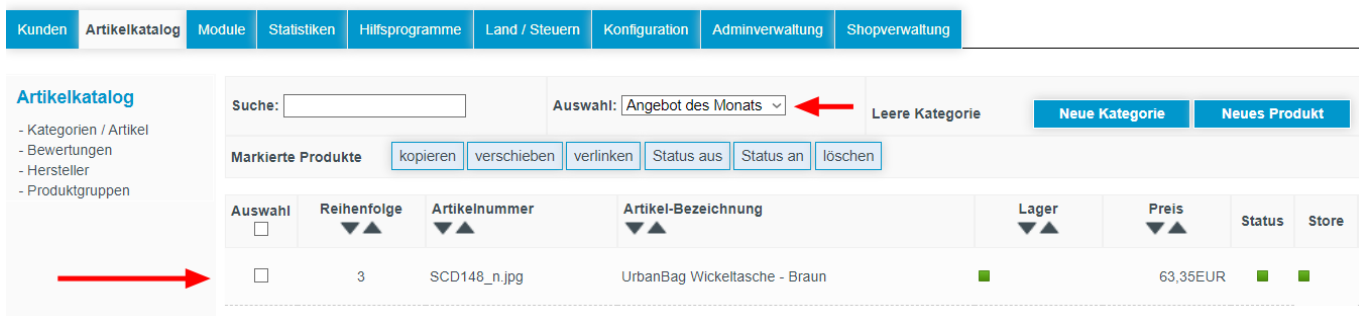 Kunden Artikelkatalog Module Statistiken Hilfsprogramme Land / Steuern Konfiguration Adminverwaltung Shopverwaltung
Artikelkatalog
- Kategorien / Artikel
- Bewertungen
- Hersteller
- Produktgruppen
Suche: Auswahl: Angebot des Monats Leere Kategorie Neue Kategorie Neues Produkt
Markierte Produkte kopieren verschieben verlinken Status aus Status an löschen
Auswahl Reihenfolge Artikelnummer Artikel-Bezeichnung Lager Preis Status Store
3 SCD148_n.jpg UrbanBag Wickeltasche - Braun 63,35EUR